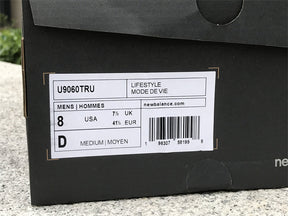 U9060TRU
LIFESTYLE
MODE DE VIE
MENS | HOMMES
newbalance.com
8 USA 7½ UK
41½ EUR
D MEDIUM | MOYEN
ne